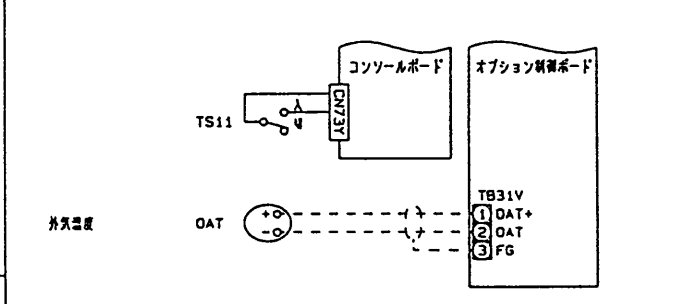 コンソールボード
オプション制御ボード
CN73Y
TS11
TB31V
外気温度
OAT
+
1 OAT+
-
2 OAT
3 FG